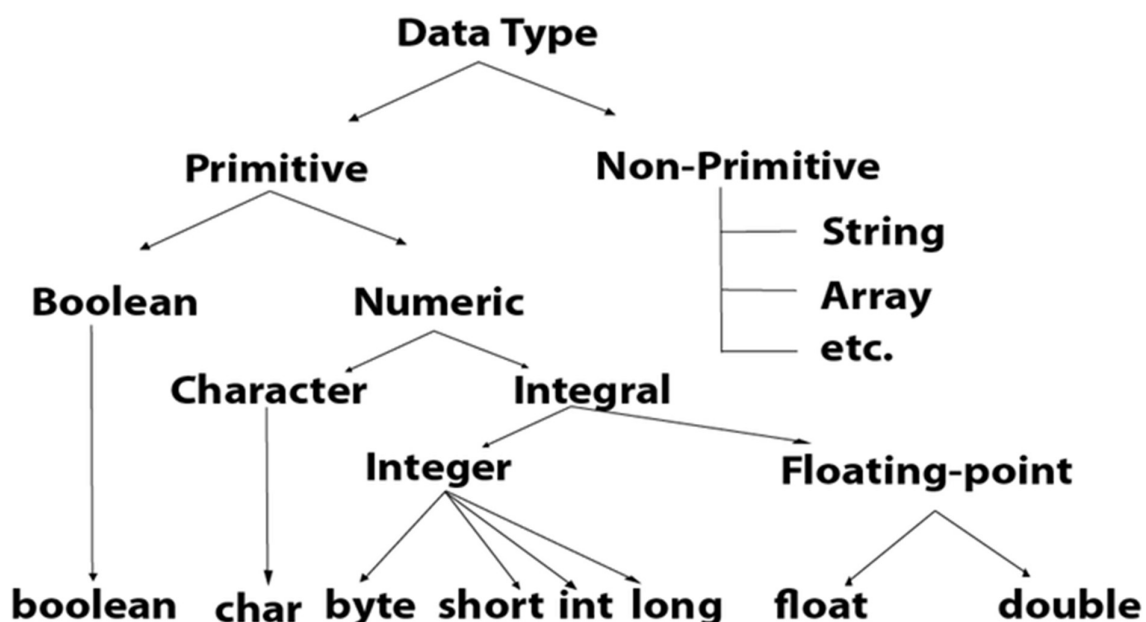 Data Type
Primitive
Non-Primitive
String
Array
etc.
Boolean
Numeric
Character
Integral
Integer
Floating-point
boolean
char
byte
short
int
long
float
double